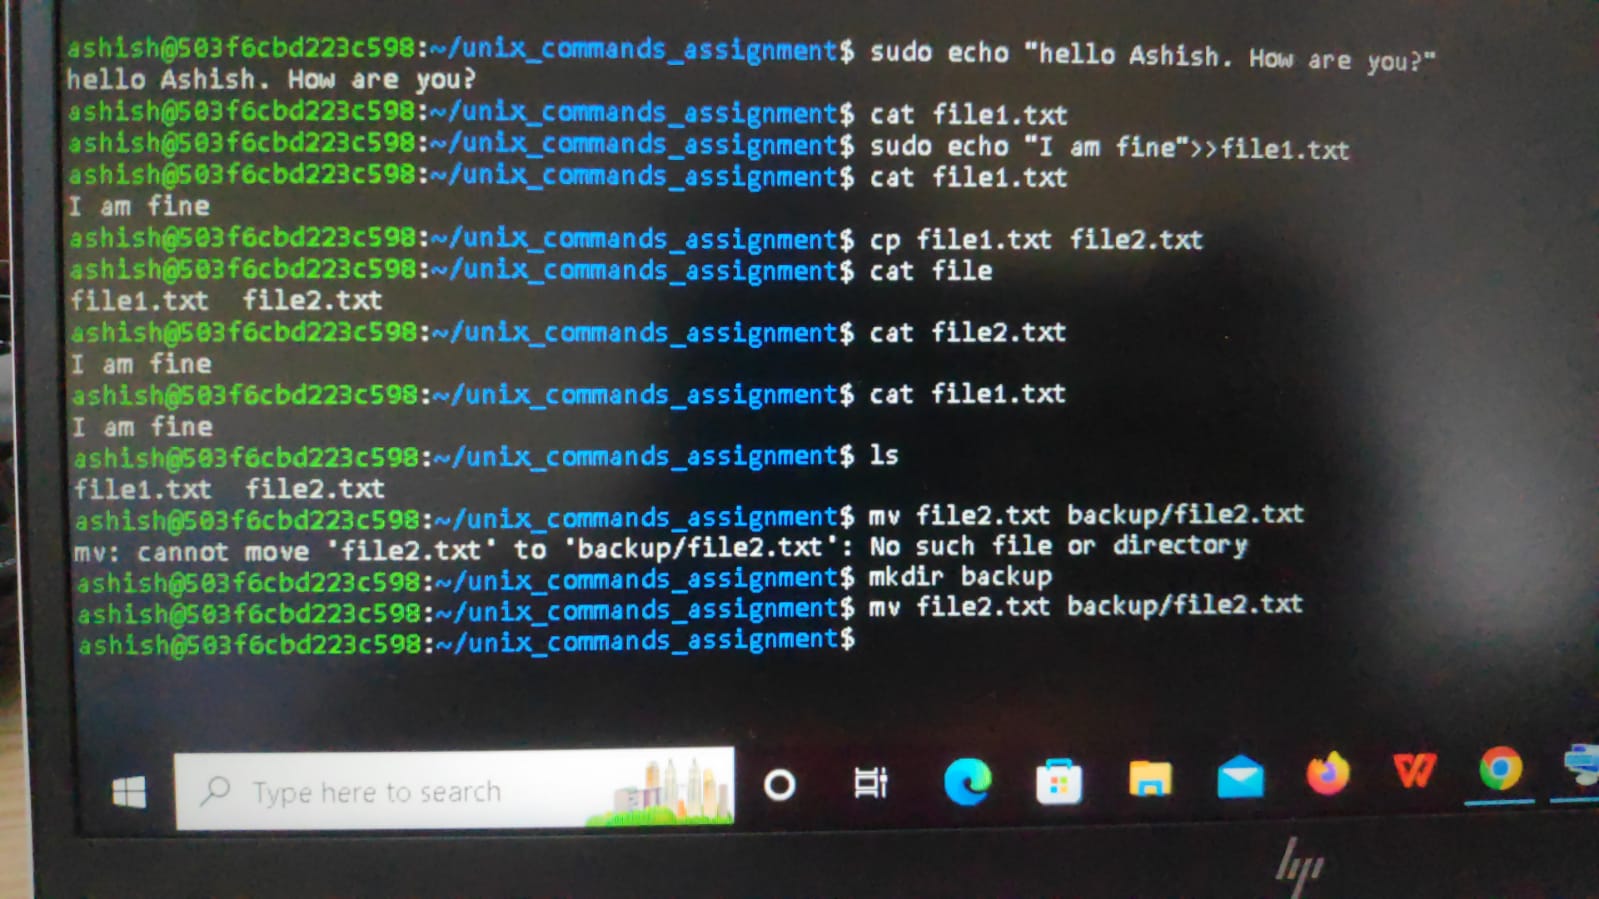 ashish@503f6cbd223c598:~/unix_commands_assignment$ sudo echo "hello Ashish. How are you?"
hello Ashish. How are you?
ashish@503f6cbd223c598:~/unix_commands_assignment$ cat file1.txt
ashish@503f6cbd223c598:~/unix_commands_assignment$ sudo echo "I am fine">>file1.txt
ashish@503f6cbd223c598:~/unix_commands_assignment$ cat file1.txt
I am fine
ashish@503f6cbd223c598:~/unix_commands_assignment$ cp file1.txt file2.txt
ashish@503f6cbd223c598:~/unix_commands_assignment$ cat file
file1.txt  file2.txt
ashish@503f6cbd223c598:~/unix_commands_assignment$ cat file2.txt
I am fine
ashish@503f6cbd223c598:~/unix_commands_assignment$ cat file1.txt
I am fine
ashish@503f6cbd223c598:~/unix_commands_assignment$ ls
file1.txt  file2.txt
ashish@503f6cbd223c598:~/unix_commands_assignment$ mv file2.txt backup/file2.txt
mv: cannot move 'file2.txt' to 'backup/file2.txt': No such file or directory
ashish@503f6cbd223c598:~/unix_commands_assignment$ mkdir backup
ashish@503f6cbd223c598:~/unix_commands_assignment$ mv file2.txt backup/file2.txt
ashish@503f6cbd223c598:~/unix_commands_assignment$
Type here to search
hp